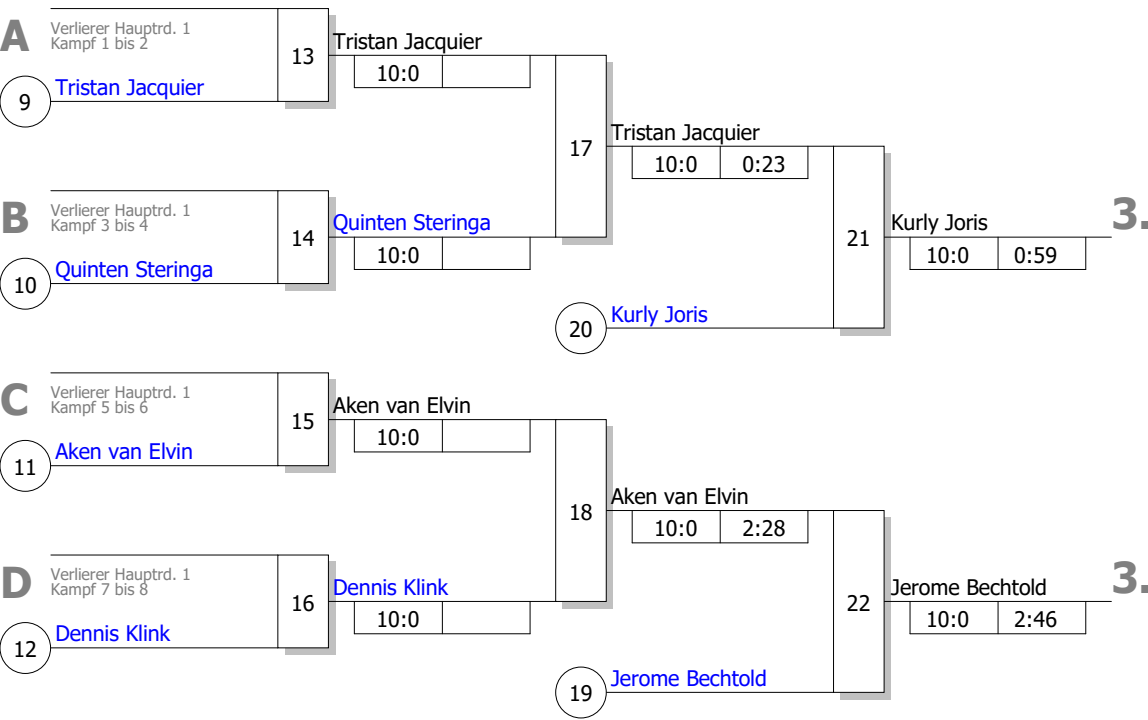 A
Verlierer Hauptrd. 1
Kampf 1 bis 2
13
Tristan Jacquier
10:0
9
Tristan Jacquier
17
Tristan Jacquier
10:0
0:23
B
Verlierer Hauptrd. 1
Kampf 3 bis 4
14
Quinten Steringa
10:0
10
Quinten Steringa
21
Kurly Joris
10:0
0:59
3.
20
Kurly Joris
C
Verlierer Hauptrd. 1
Kampf 5 bis 6
15
Aken van Elvin
10:0
11
Aken van Elvin
18
Aken van Elvin
10:0
2:28
D
Verlierer Hauptrd. 1
Kampf 7 bis 8
16
Dennis Klink
10:0
12
Dennis Klink
22
Jerome Bechtold
10:0
2:46
3.
19
Jerome Bechtold